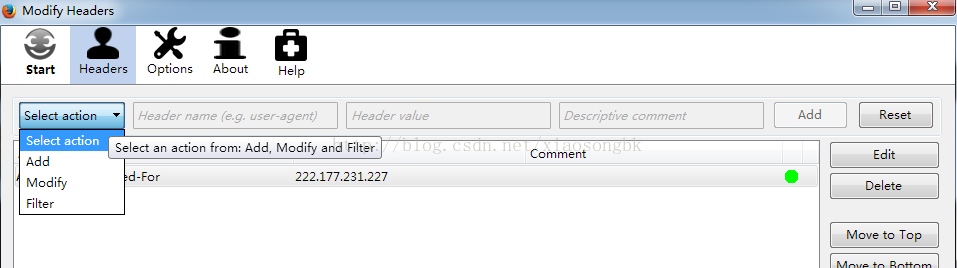 Modify Headers
Start Headers Options About Help
Select action Header name (e.g. user-agent) Header value Descriptive comment Add Reset
Select action
Add
Modify
Filter
Select an action from: Add, Modify and Filter
http://blog.csdn.net/xiaosongbk
Comment
ed-For 222.177.231.227
Edit
Delete
Move to Top
Move to Bottom